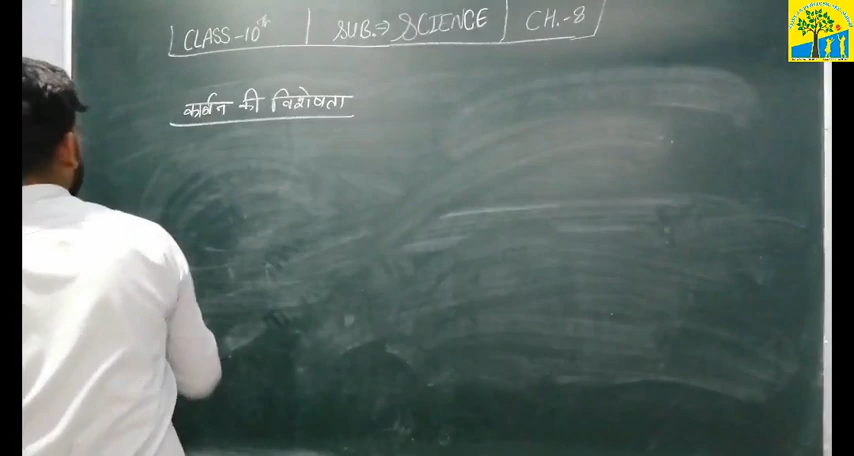 CLASS-10th | SUB.⇒ SCIENCE | CH.-8
कार्बन की विशेषता